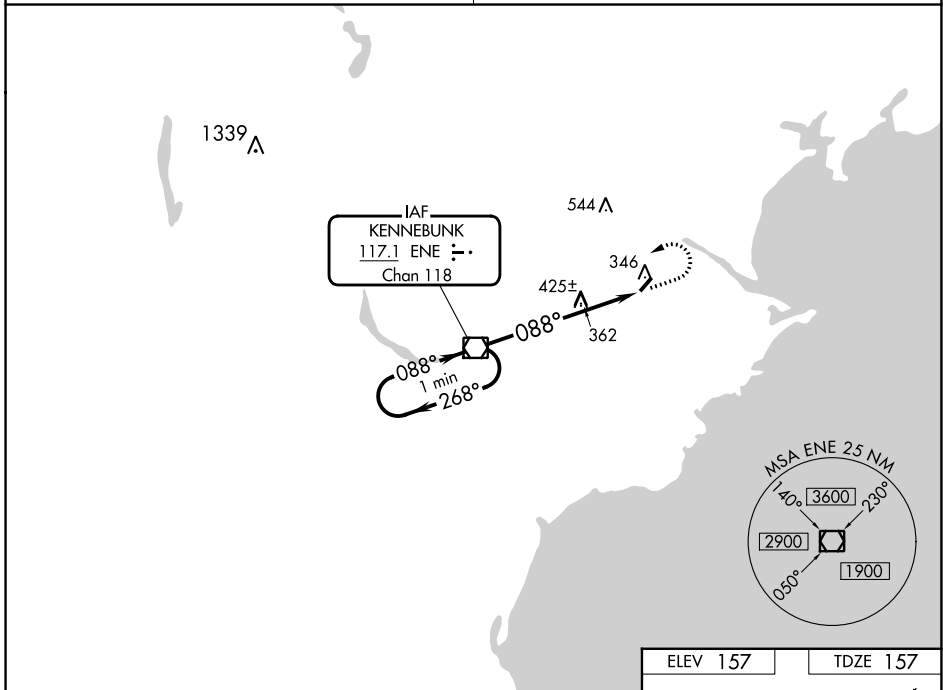 1339
544
IAF
KENNEBUNK
117.1 ENE
Chan 118
346
425±
362
088°
088°
1 min
268°
MSA ENE 25 NM
140°
3600
230°
2900
1900
050°
ELEV 157
TDZE 157